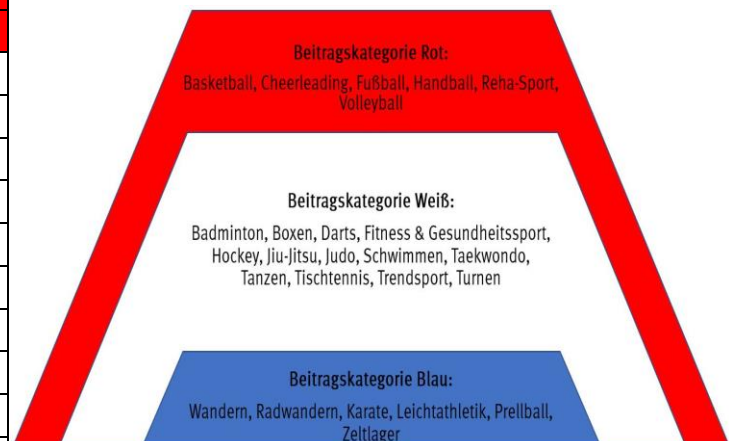 Beitragskategorie Rot:
Basketball, Cheerleading, Fußball, Handball, Reha-Sport,
Volleyball
Beitragskategorie Weiß:
Badminton, Boxen, Darts, Fitness & Gesundheitssport,
Hockey, Jiu-Jitsu, Judo, Schwimmen, Taekwondo,
Tanzen, Tischtennis, Trendsport, Turnen
Beitragskategorie Blau:
Wandern, Radwandern, Karate, Leichtathletik, Prellball,
Zeltlager